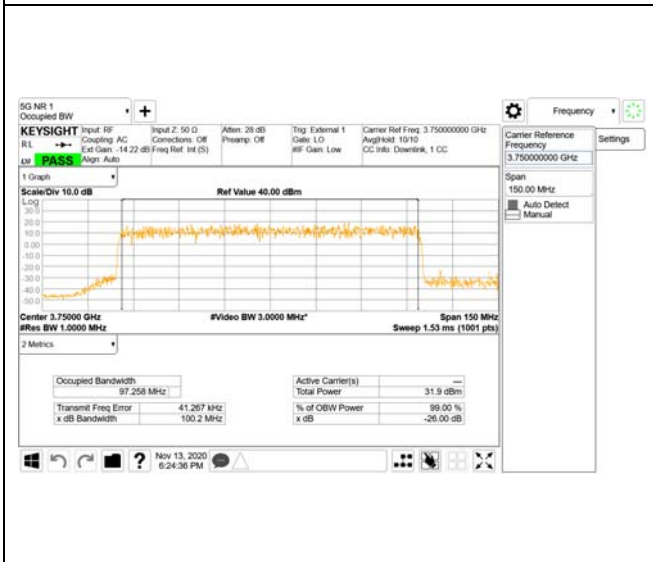 5G NR 1
Occupied BW
Frequency
KEYSIGHT
RL
PASS
Input: RF
Coupling: AC
Ext Gain: -14.22 dB
Align: Auto
Input Z: 50 Ω
Corrections: Off
Freq Ref: Int (S)
Atten: 28 dB
Preamp: Off
Trig: External 1
Gate: LO
#IF Gain: Low
Carrier Ref Freq: 3.750000000 GHz
Avg|Hold: 10/10
CC Info: Downlink, 1 CC
Carrier Reference
Frequency
3.750000000 GHz
Settings
Span
150.00 MHz
Auto Detect
Manual
1 Graph
Scale/Div 10.0 dB
Ref Value 40.00 dBm
Log
30.0
20.0
10.0
0.00
-10.0
-20.0
-30.0
-40.0
-50.0
Center 3.75000 GHz
#Video BW 3.0000 MHz*
Span 150 MHz
#Res BW 1.0000 MHz
Sweep 1.53 ms (1001 pts)
2 Metrics
Occupied Bandwidth
97.258 MHz
Transmit Freq Error 41.267 kHz
x dB Bandwidth 100.2 MHz
Active Carrier(s) ---
Total Power 31.9 dBm
% of OBW Power 99.00 %
x dB -26.00 dB
Nov 13, 2020
6:24:36 PM